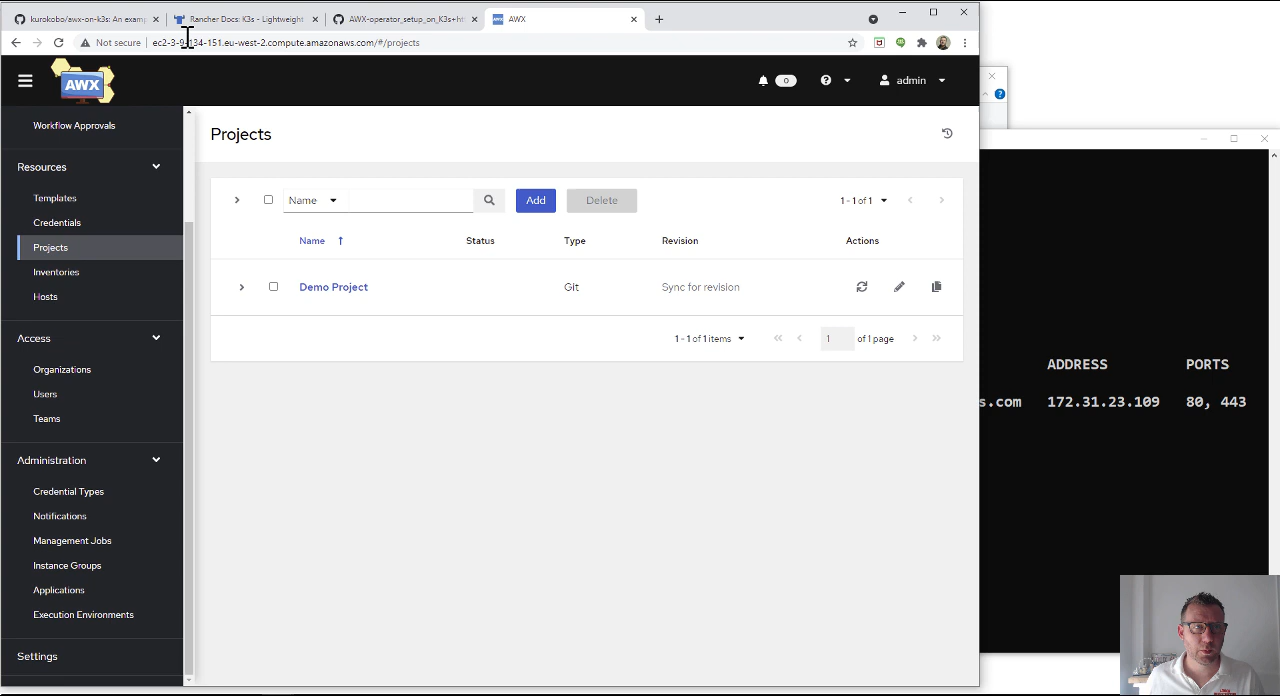 kurokobo/awx-on-k3s: An examp
Rancher Docs: K3s - Lightweight
AWX-operator_setup_on_K3s+htt
AWX
Not secure
ec2-3-9-134-151.eu-west-2.compute.amazonaws.com/#/projects
AWX
0
admin
Workflow Approvals
Resources
Templates
Credentials
Projects
Inventories
Hosts
Access
Organizations
Users
Teams
Administration
Credential Types
Notifications
Management Jobs
Instance Groups
Applications
Execution Environments
Settings
Projects
Name
Add
Delete
1 - 1 of 1
Name
Status
Type
Revision
Actions
Demo Project
Git
Sync for revision
1 - 1 of 1 items
1
of 1 page
ADDRESS PORTS
s.com 172.31.23.109 80, 443